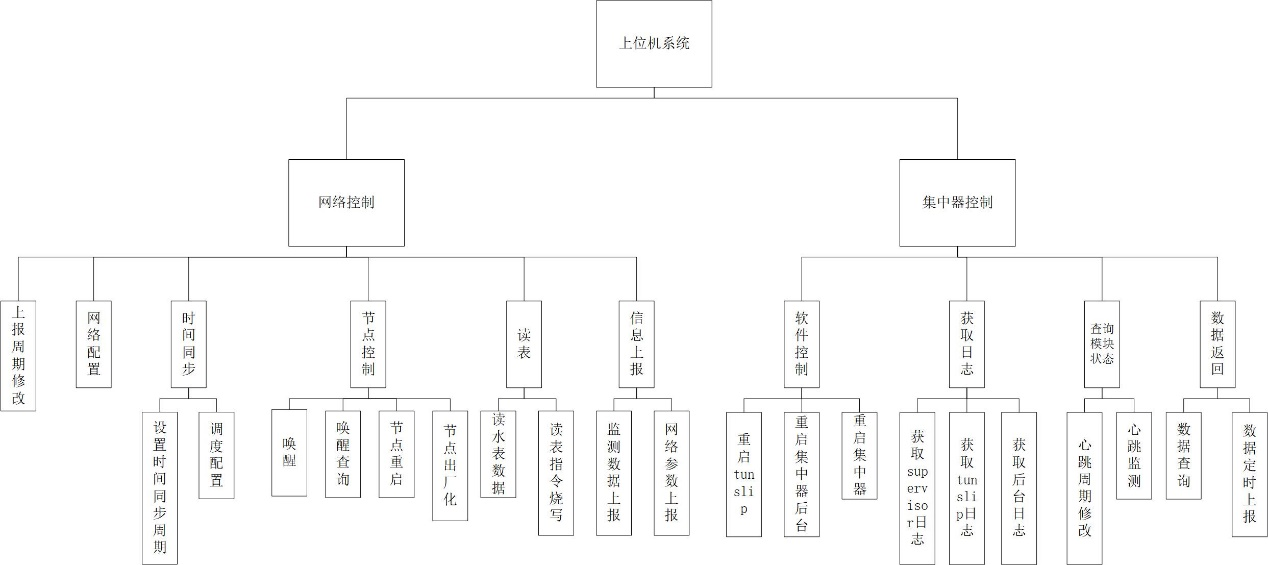 上位机系统
网络控制
集中器控制
上报周期修改
网络配置
时间同步
节点控制
读表
信息上报
软件控制
获取日志
查询
模块
状态
数据返回
设置时间同步周期
调度配置
唤醒
唤醒查询
节点重启
节点出厂化
读水表数据
读表指令烧写
监测数据上报
网络参数上报
重启tunslip
重启集中器后台
重启集中器
获取supervisor日志
获取tunslip日志
获取后台日志
心跳周期修改
心跳监测
数据查询
数据定时上报